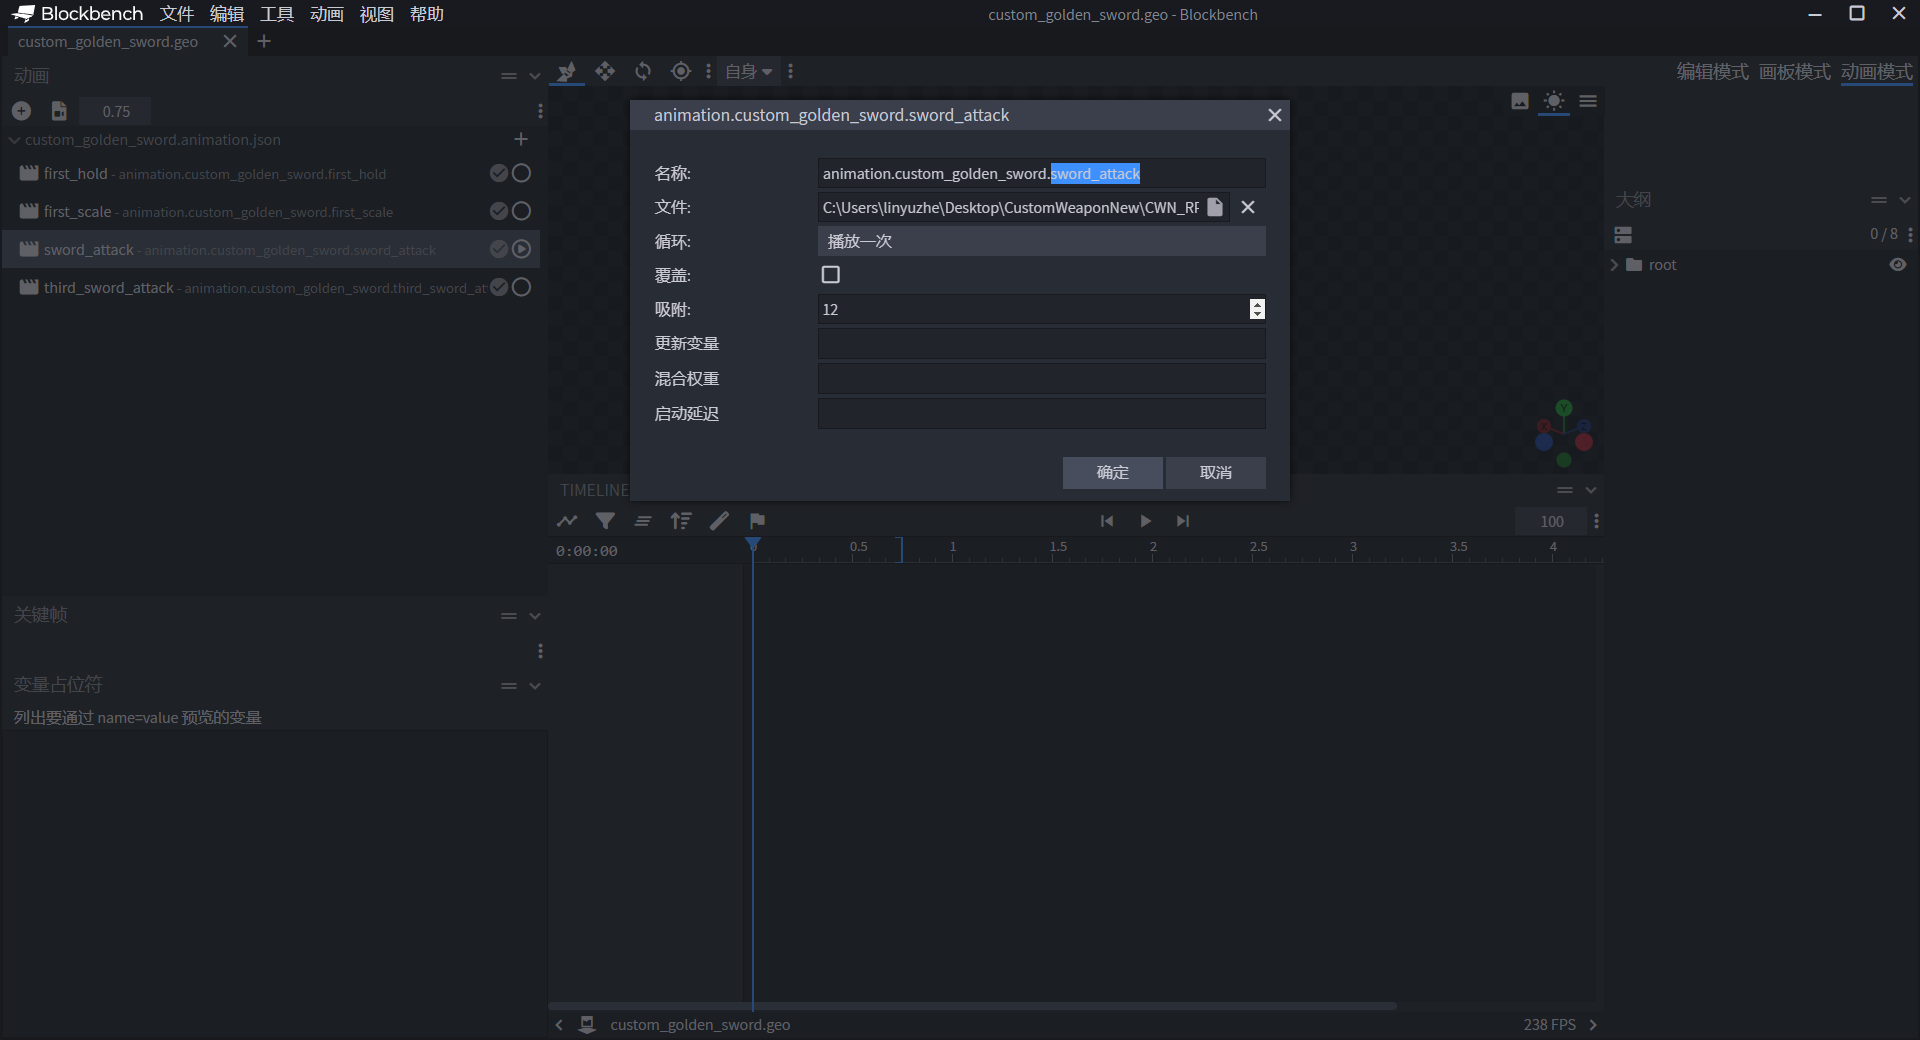 Blockbench 文件 编辑 工具 动画 视图 帮助
custom_golden_sword.geo - Blockbench
custom_golden_sword.geo
动画
自身
编辑模式 画板模式 动画模式
0.75
custom_golden_sword.animation.json
first_hold - animation.custom_golden_sword.first_hold
first_scale - animation.custom_golden_sword.first_scale
sword_attack - animation.custom_golden_sword.sword_attack
third_sword_attack - animation.custom_golden_sword.third_sword_at
animation.custom_golden_sword.sword_attack
名称: animation.custom_golden_sword.sword_attack
文件: C:\Users\linyuzhe\Desktop\CustomWeaponNew\CWN_RP
循环: 播放一次
覆盖:
吸附: 12
更新变量
混合权重
启动延迟
确定 取消
大纲
0 / 8
root
Y
X Z
TIMELINE
100
0:00:00
0 0.5 1 1.5 2 2.5 3 3.5 4
关键帧
变量占位符
列出要通过 name=value 预览的变量
custom_golden_sword.geo
238 FPS